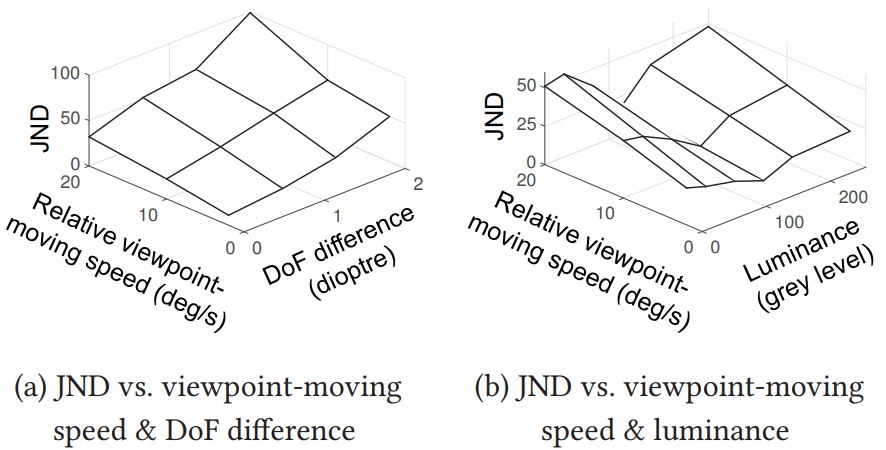 100
50
0
JND
20
10
0
0
1
2
Relative viewpoint-
moving speed (deg/s)
DoF difference
(dioptre)
50
25
0
JND
20
10
0
0
100
200
Relative viewpoint-
moving speed (deg/s)
Luminance
(grey level)
(a) JND vs. viewpoint-moving
speed & DoF difference
(b) JND vs. viewpoint-moving
speed & luminance